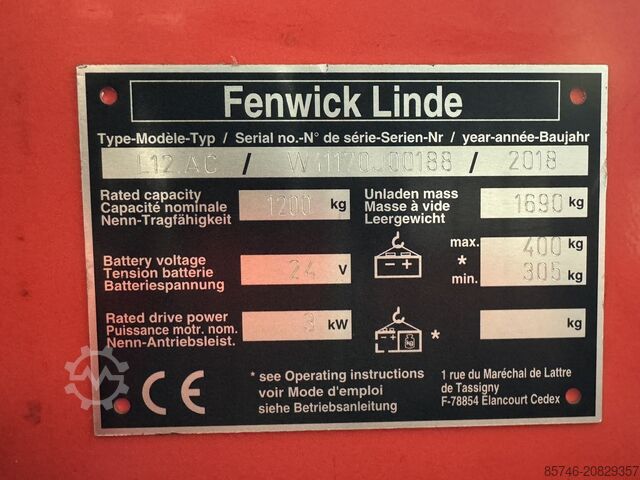 Fenwick Linde
Type-Modèle-Typ / Serial no.-N° de série-Serien-Nr / year-année-Baujahr
L12 AC / / 2018
Rated capacity
Capacité nominale
Nenn-Tragfähigkeit
1200 kg
Unladen mass
Masse à vide
Leergewicht
1690 kg
Battery voltage
Tension batterie
Batteriespannung
24 V
max. 400 kg
*
min. 305 kg
Rated drive power
Puissance motr. nom.
Nenn-Antriebsleist.
3 kW
kg
*
kg
CE
* see Operating instructions
voir Mode d'emploi
siehe Betriebsanleitung
1 rue du Maréchal de Lattre
de Tassigny
F-78854 Elancourt Cedex
85746-20829357